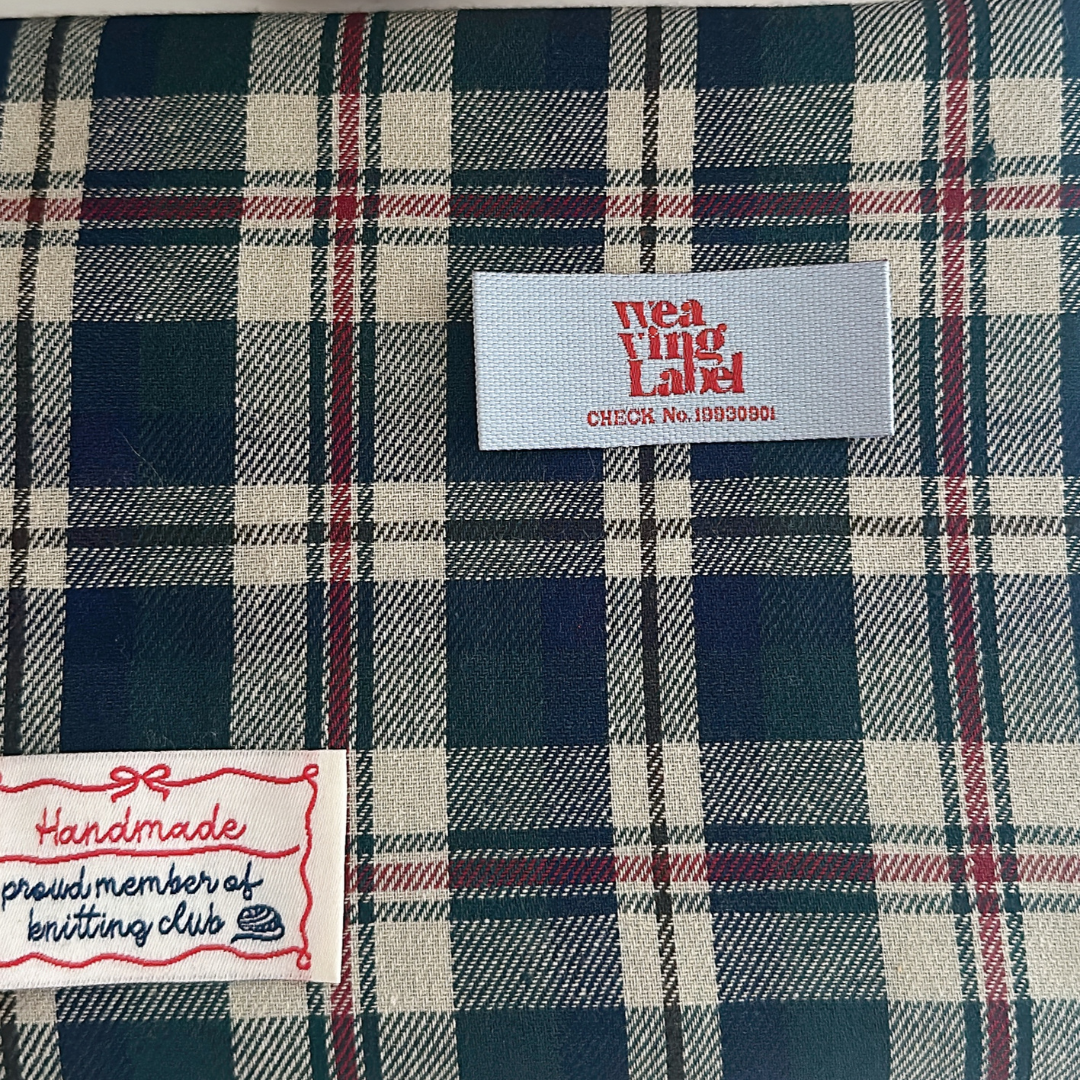 Wea
ving
Label
CHECK No.19930901
Handmade
proud member of
knitting club